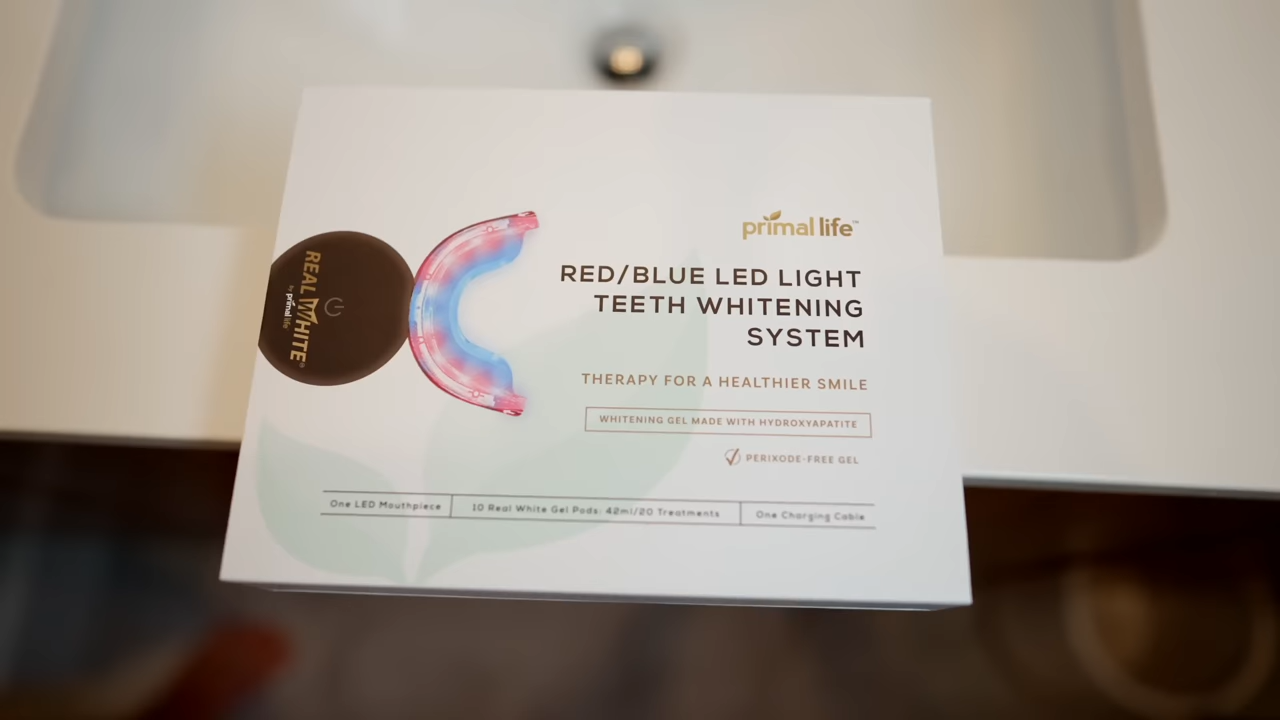 REAL WHITE®
by primal life
primal life™
RED/BLUE LED LIGHT
TEETH WHITENING
SYSTEM
THERAPY FOR A HEALTHIER SMILE
WHITENING GEL MADE WITH HYDROXYAPATITE
PERIXODE-FREE GEL
One LED Mouthpiece
10 Real White Gel Pods: 42ml/20 Treatments
One Charging Cable